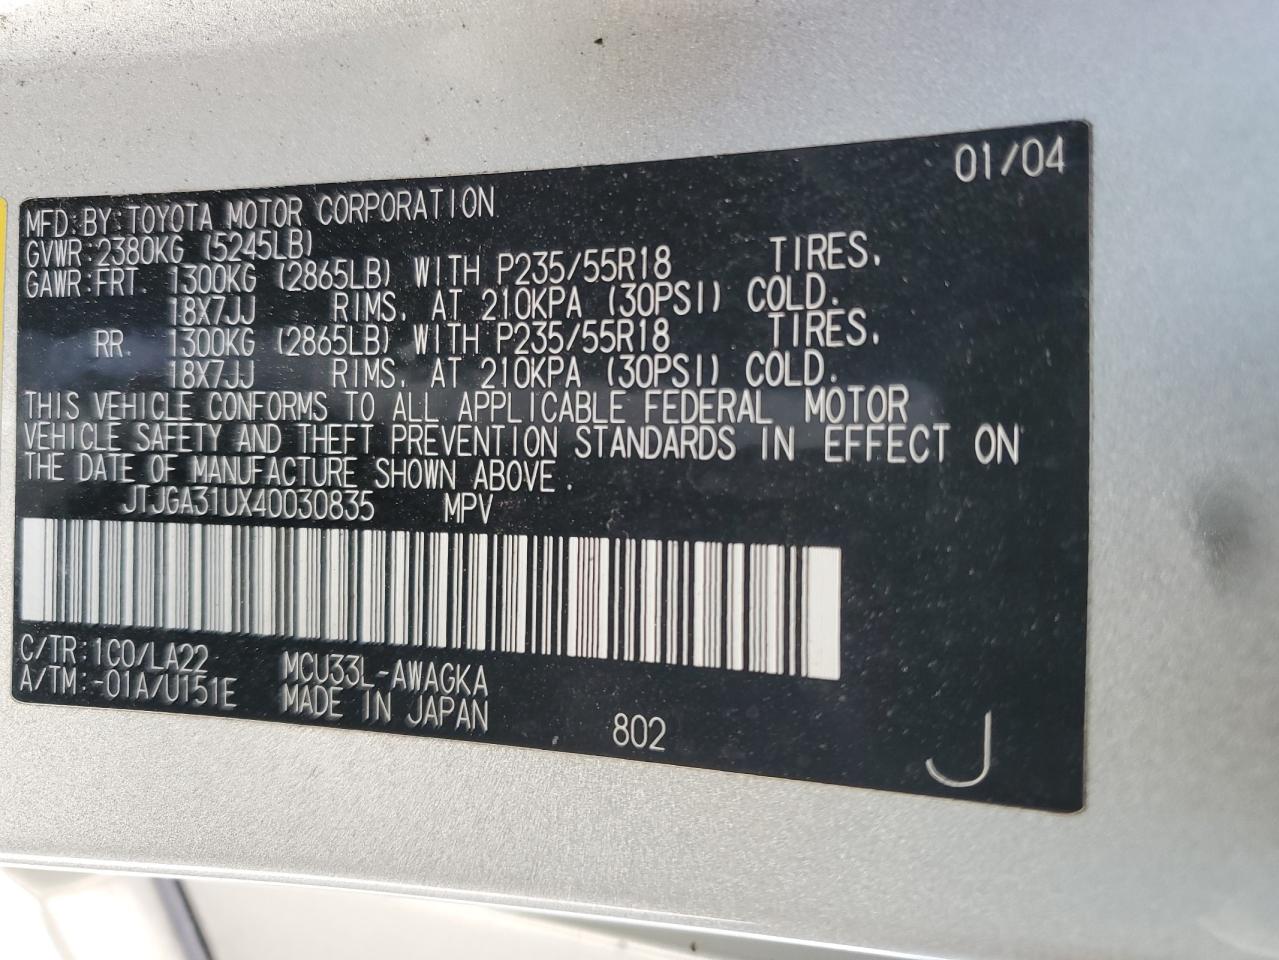 01/04
MFD. BY: TOYOTA MOTOR CORPORATION
GVWR: 2380KG (5245LB)
GAWR: FRT. 1300KG (2865LB) WITH P235/55R18 TIRES.
18X7JJ RIMS. AT 210KPA (30PSI) COLD.
RR. 1300KG (2865LB) WITH P235/55R18 TIRES.
18X7JJ RIMS. AT 210KPA (30PSI) COLD.
THIS VEHICLE CONFORMS TO ALL APPLICABLE FEDERAL MOTOR
VEHICLE SAFETY AND THEFT PREVENTION STANDARDS IN EFFECT ON
THE DATE OF MANUFACTURE SHOWN ABOVE.
JTJGA31UX40030835 MPV
C/TR: 1C0/LA22 MCU33L-AWAGKA
A/TM: -01A/U151E MADE IN JAPAN
802
J